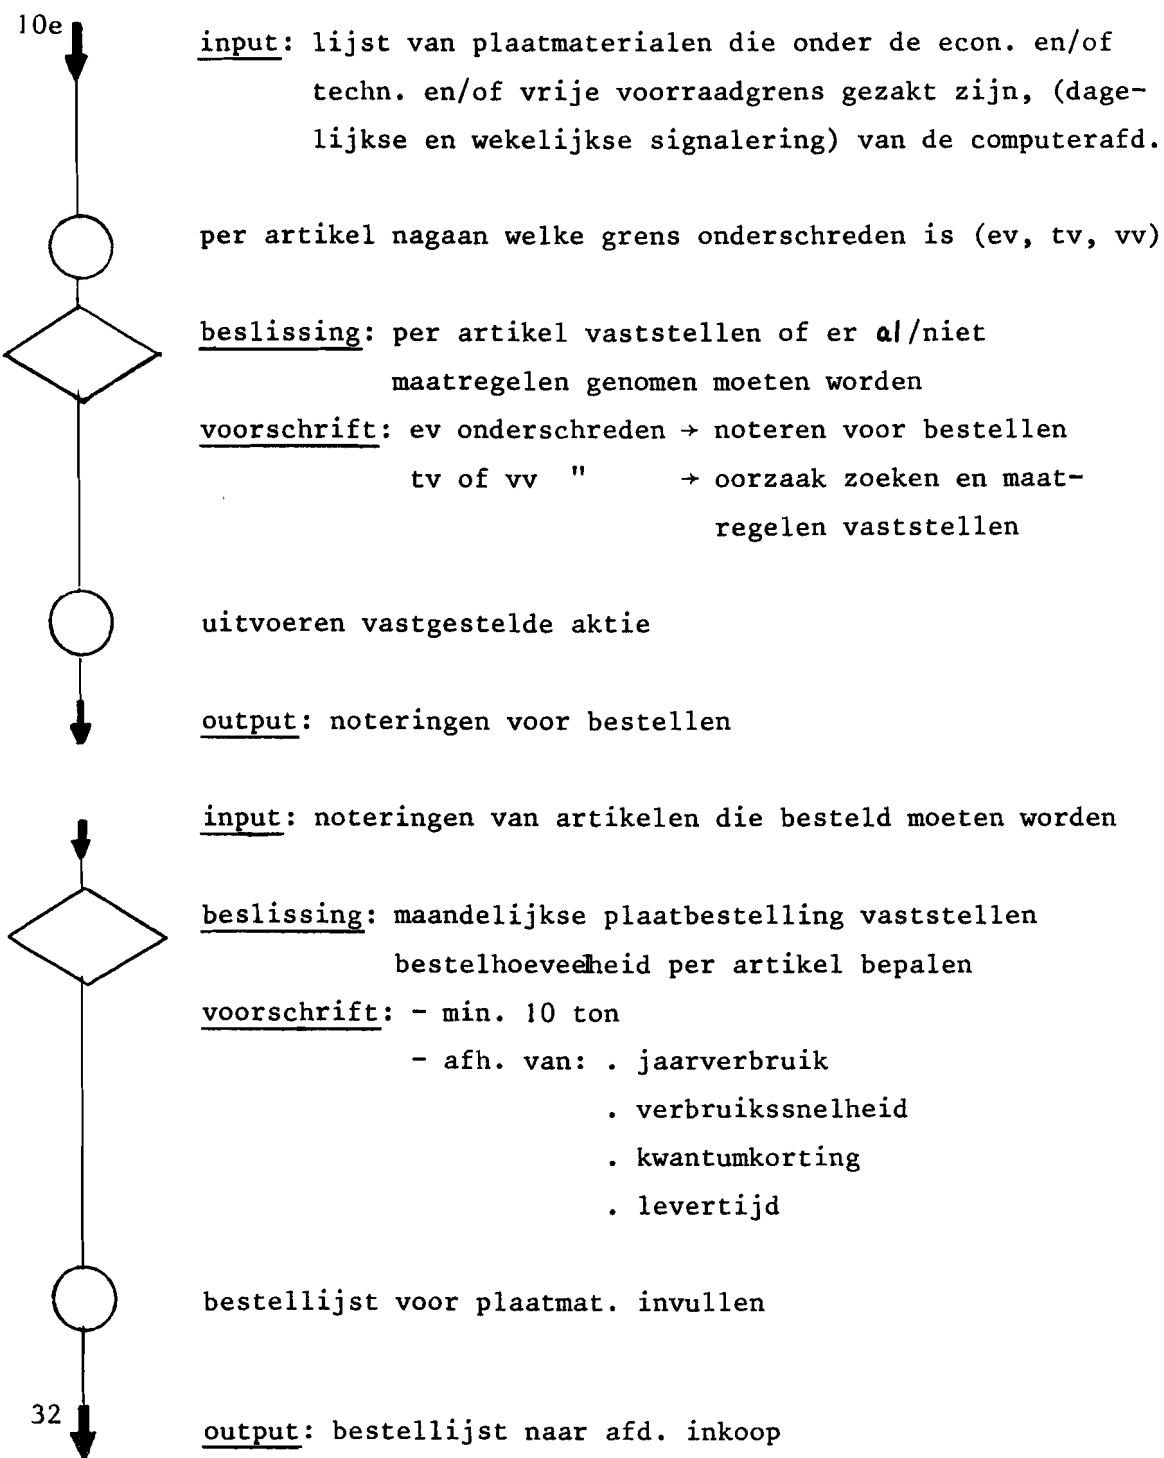 10e
input: lijst van plaatmaterialen die onder de econ. en/of
techn. en/of vrije voorraadgrens gezakt zijn, (dage-
lijkse en wekelijkse signalering) van de computerafd.
per artikel nagaan welke grens onderschreden is (ev, tv, vv)
beslissing: per artikel vaststellen of er al/niet
maatregelen genomen moeten worden
voorschrift: ev onderschreden → noteren voor bestellen
tv of vv " → oorzaak zoeken en maat-
regelen vaststellen
uitvoeren vastgestelde aktie
output: noteringen voor bestellen
input: noteringen van artikelen die besteld moeten worden
beslissing: maandelijkse plaatbestelling vaststellen
bestelhoeveelheid per artikel bepalen
voorschrift: - min. 10 ton
- afh. van: . jaarverbruik
. verbruikssnelheid
. kwantumkorting
. levertijd
bestellijst voor plaatmat. invullen
32
output: bestellijst naar afd. inkoop